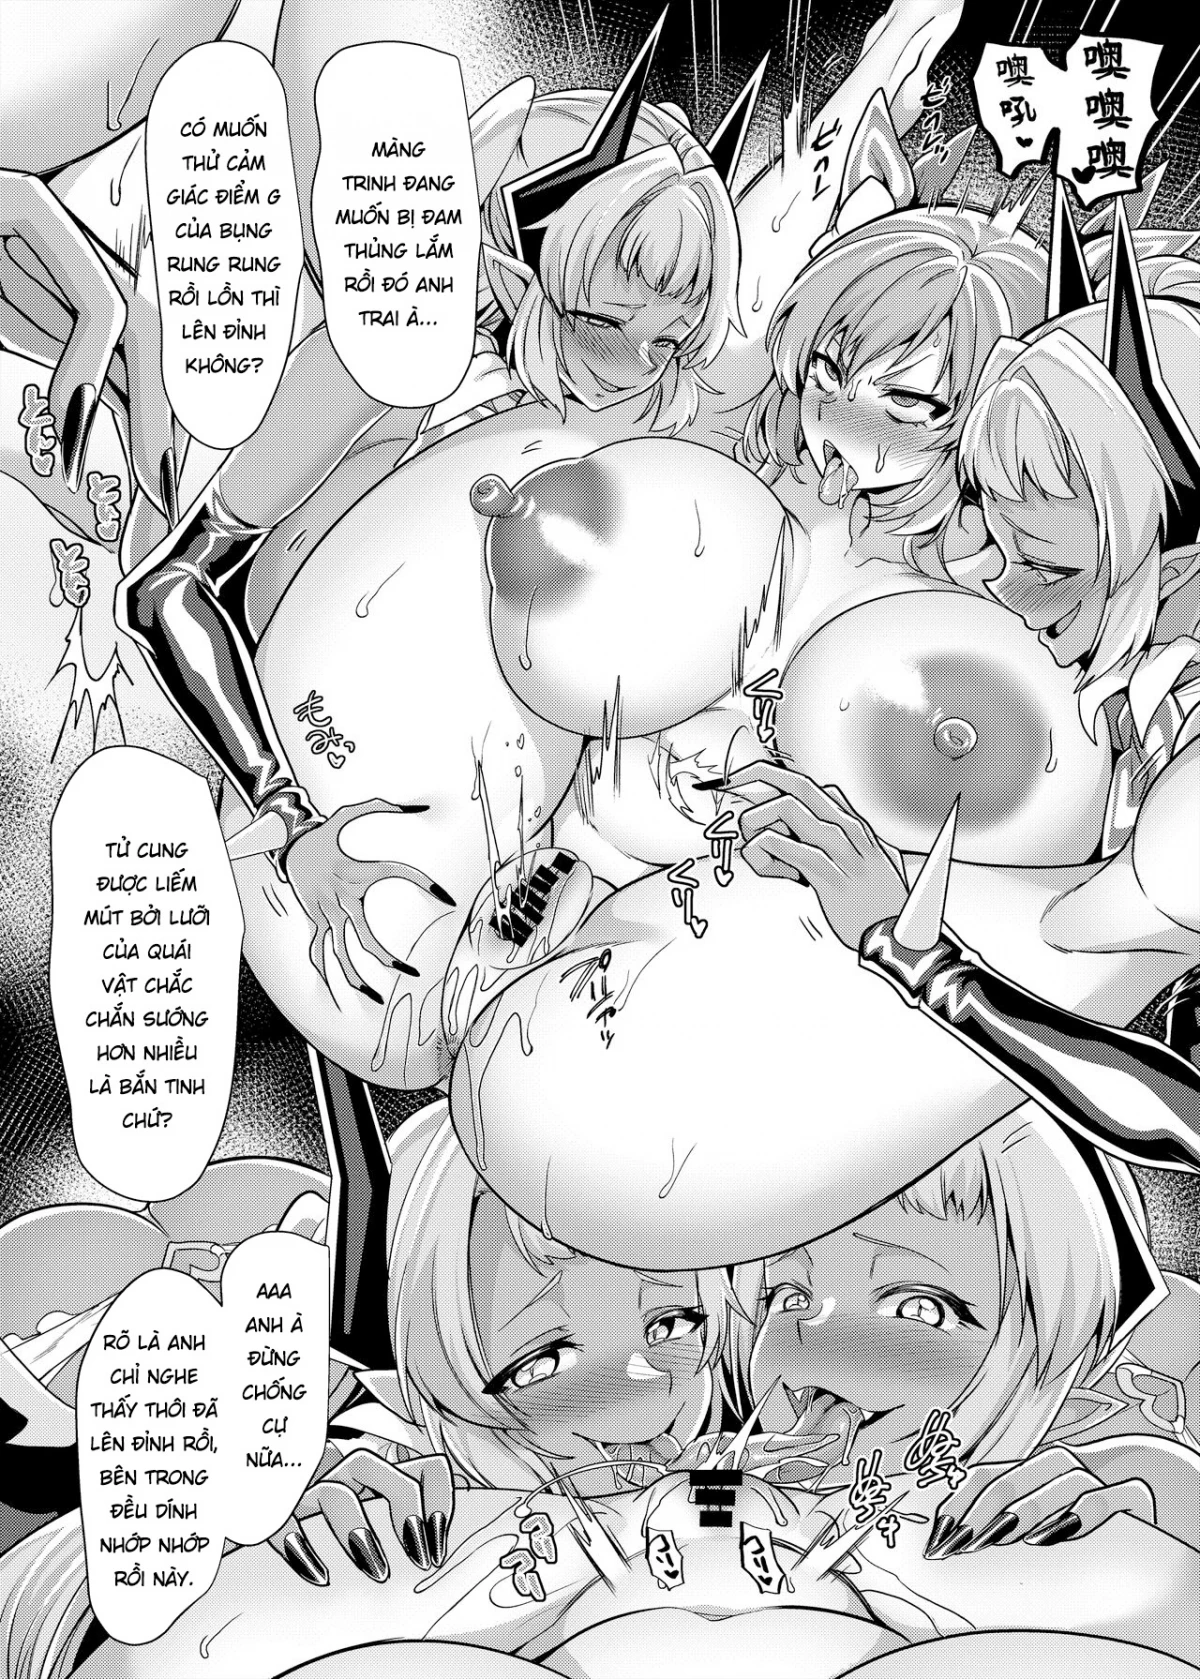 噢噢噢
噢吼
MÀNG
TRINH ĐANG
MUỐN BỊ ĐAM
THỦNG LẮM
RỒI ĐÓ ANH
TRAI À...
CÓ MUỐN
THỬ CẢM
GIÁC ĐIỂM G
CỦA BỤNG
RUNG RUNG
RỒI LỒN THÌ
LÊN ĐỈNH
KHÔNG?
TỬ CUNG
ĐƯỢC LIẾM
MÚT BỞI LƯỠI
CỦA QUÁI
VẬT CHẮC
CHẮN SƯỚNG
HƠN NHIỀU
LÀ BẮN TINH
CHỨ?
AAA
ANH À
ĐỪNG
CHỐNG
CỰ
NỮA...
RÕ LÀ ANH
CHỈ NGHE
THẤY THÔI ĐÃ
LÊN ĐỈNH RỒI,
BÊN TRONG
ĐỀU DÍNH
NHỚP NHỚP
RỒI NÀY.